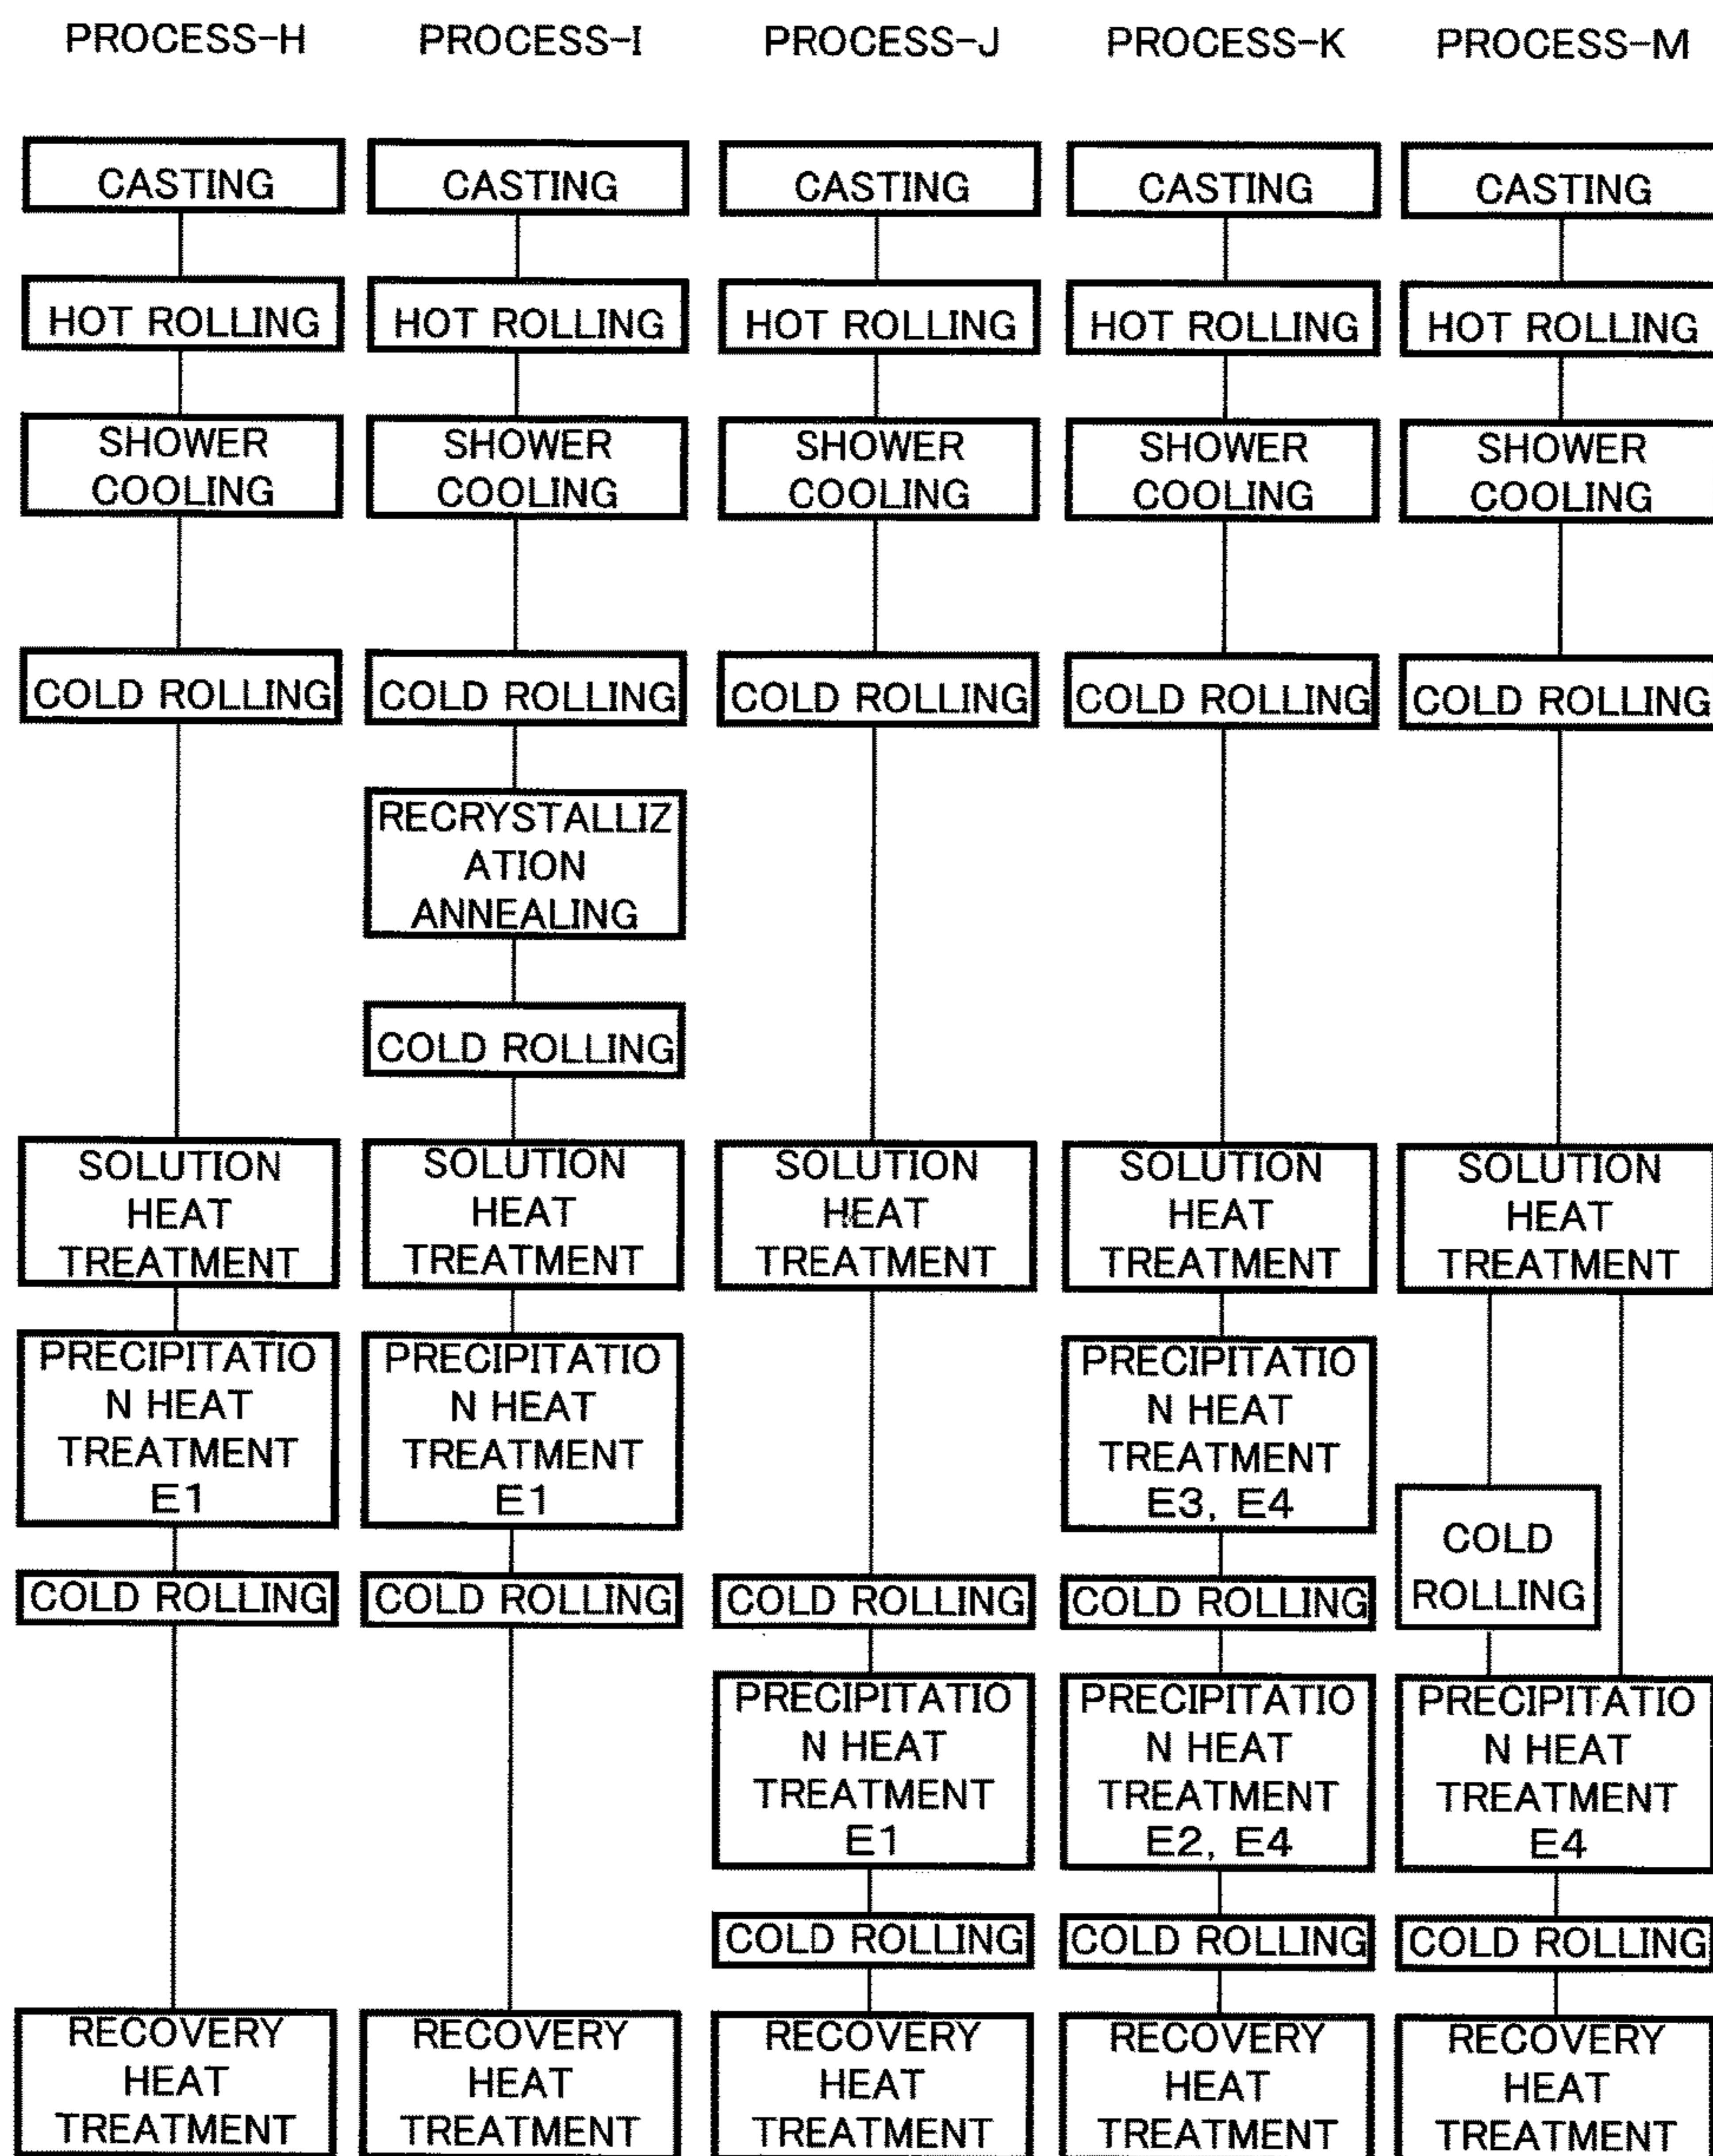 PROCESS-H
CASTING
HOT ROLLING
SHOWER
COOLING
COLD ROLLING
SOLUTION
HEAT
TREATMENT
PRECIPITATIO
N HEAT
TREATMENT
E1
COLD ROLLING
RECOVERY
HEAT
TREATMENT
PROCESS-I
CASTING
HOT ROLLING
SHOWER
COOLING
COLD ROLLING
RECRYSTALLIZ
ATION
ANNEALING
COLD ROLLING
SOLUTION
HEAT
TREATMENT
PRECIPITATIO
N HEAT
TREATMENT
E1
COLD ROLLING
RECOVERY
HEAT
TREATMENT
PROCESS-J
CASTING
HOT ROLLING
SHOWER
COOLING
COLD ROLLING
SOLUTION
HEAT
TREATMENT
COLD ROLLING
PRECIPITATIO
N HEAT
TREATMENT
E1
COLD ROLLING
RECOVERY
HEAT
TREATMENT
PROCESS-K
CASTING
HOT ROLLING
SHOWER
COOLING
COLD ROLLING
SOLUTION
HEAT
TREATMENT
PRECIPITATIO
N HEAT
TREATMENT
E3, E4
COLD ROLLING
PRECIPITATIO
N HEAT
TREATMENT
E2, E4
COLD ROLLING
RECOVERY
HEAT
TREATMENT
PROCESS-M
CASTING
HOT ROLLING
SHOWER
COOLING
COLD ROLLING
SOLUTION
HEAT
TREATMENT
COLD
ROLLING
PRECIPITATIO
N HEAT
TREATMENT
E4
COLD ROLLING
RECOVERY
HEAT
TREATMENT